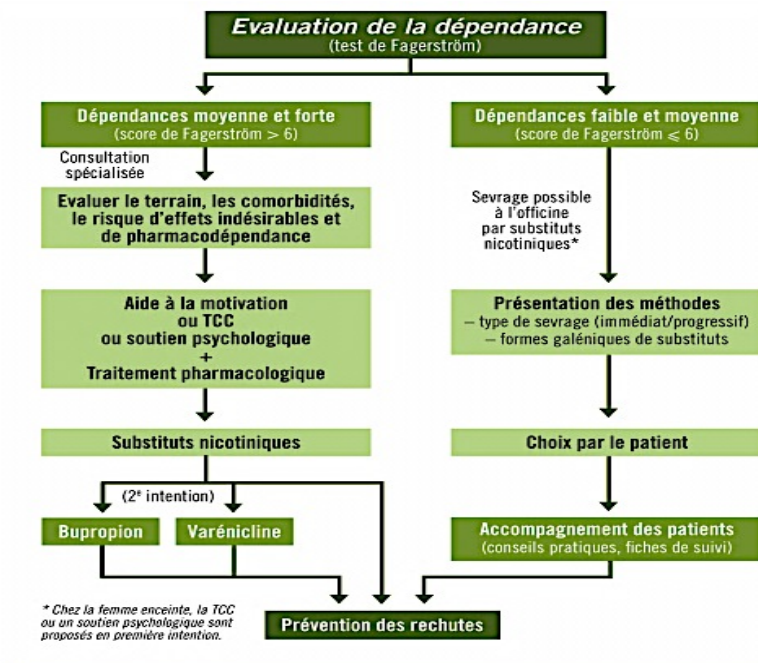 Evaluation de la dépendance
(test de Fagerström)
Dépendances moyenne et forte
(score de Fagerström > 6)
Consultation
spécialisée
Evaluer le terrain, les comorbidités,
le risque d'effets indésirables et
de pharmacodépendance
Aide à la motivation
ou TCC
ou soutien psychologique
+
Traitement pharmacologique
Substituts nicotiniques
(2e intention)
Bupropion
Varénicline
Dépendances faible et moyenne
(score de Fagerström ⩽ 6)
Sevrage possible
à l'officine
par substituts
nicotiniques*
Présentation des méthodes
– type de sevrage (immédiat/progressif)
– formes galéniques de substituts
Choix par le patient
Accompagnement des patients
(conseils pratiques, fiches de suivi)
Prévention des rechutes
* Chez la femme enceinte, la TCC
ou un soutien psychologique sont
proposés en première intention.